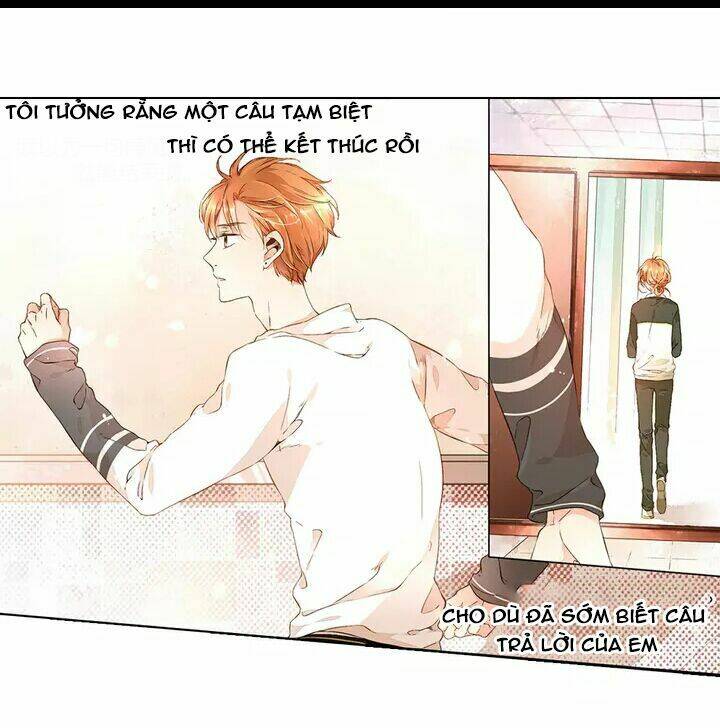 TÔI TƯỞNG RẰNG MỘT CÂU TẠM BIỆT
THÌ CÓ THỂ KẾT THÚC RỒI
CHO DÙ ĐÃ SỚM BIẾT CÂU
TRẢ LỜI CỦA EM